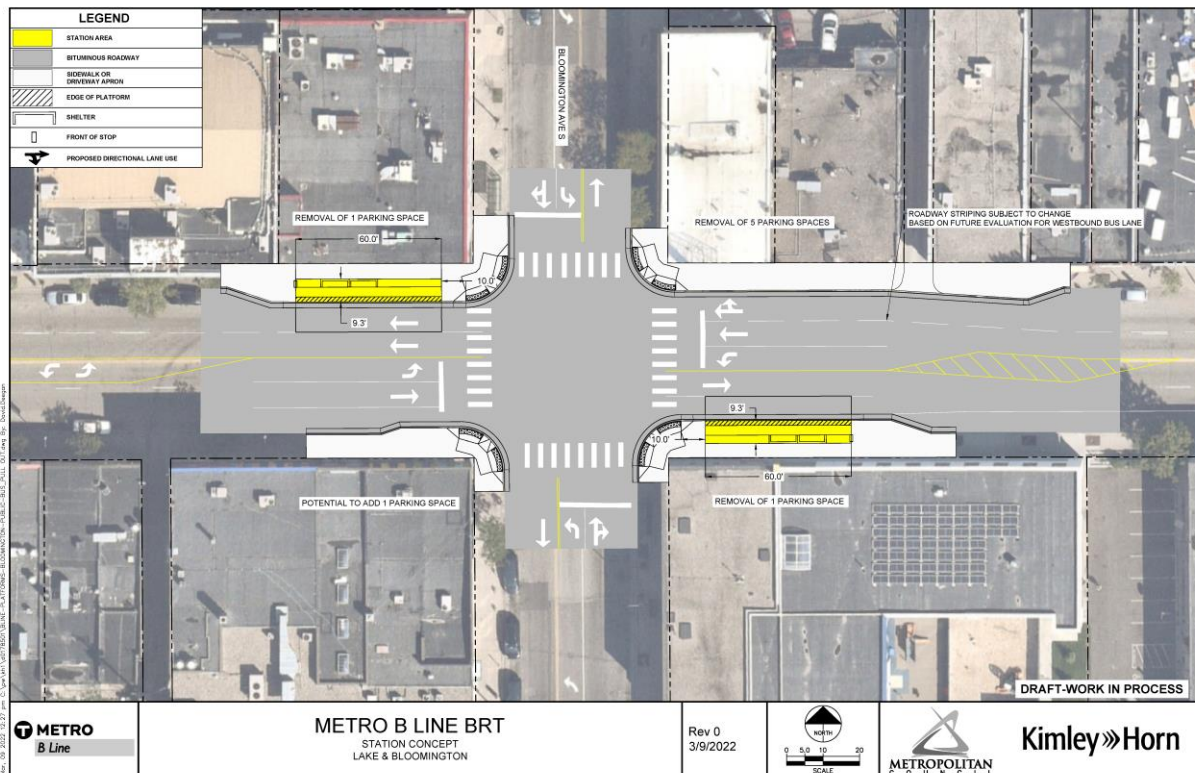 LEGEND
STATION AREA
BITUMINOUS ROADWAY
SIDEWALK OR
DRIVEWAY APRON
EDGE OF PLATFORM
SHELTER
FRONT OF STOP
PROPOSED DIRECTIONAL LANE USE
BLOOMINGTON AVE S
REMOVAL OF 1 PARKING SPACE
60.0'
10.0'
9.3'
REMOVAL OF 5 PARKING SPACES
ROADWAY STRIPING SUBJECT TO CHANGE
BASED ON FUTURE EVALUATION FOR WESTBOUND BUS LANE
9.3'
10.0'
60.0'
POTENTIAL TO ADD 1 PARKING SPACE
REMOVAL OF 1 PARKING SPACE
DRAFT-WORK IN PROCESS
T METRO
B Line
METRO B LINE BRT
STATION CONCEPT
LAKE & BLOOMINGTON
Rev 0
3/9/2022
NORTH
0 5.0 10 20
SCALE
METROPOLITAN
COUNCIL
Kimley»Horn